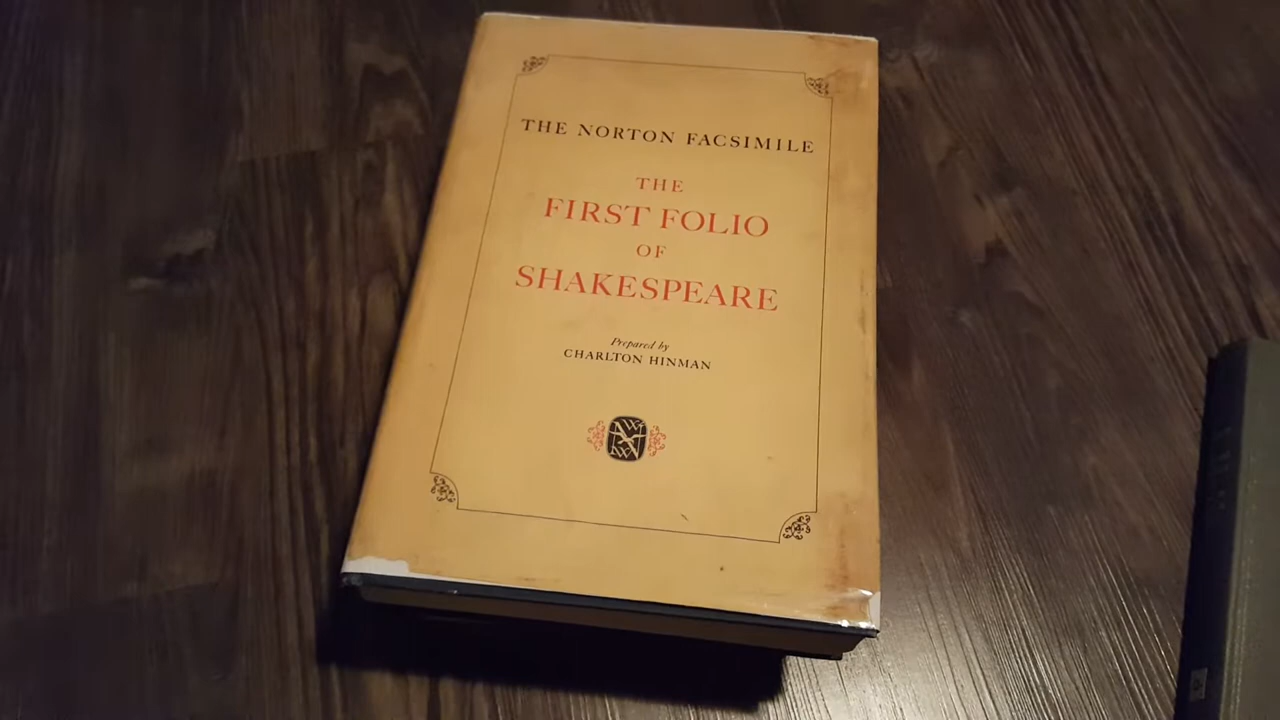 THE NORTON FACSIMILE
THE
FIRST FOLIO
OF
SHAKESPEARE
Prepared by
CHARLTON HINMAN